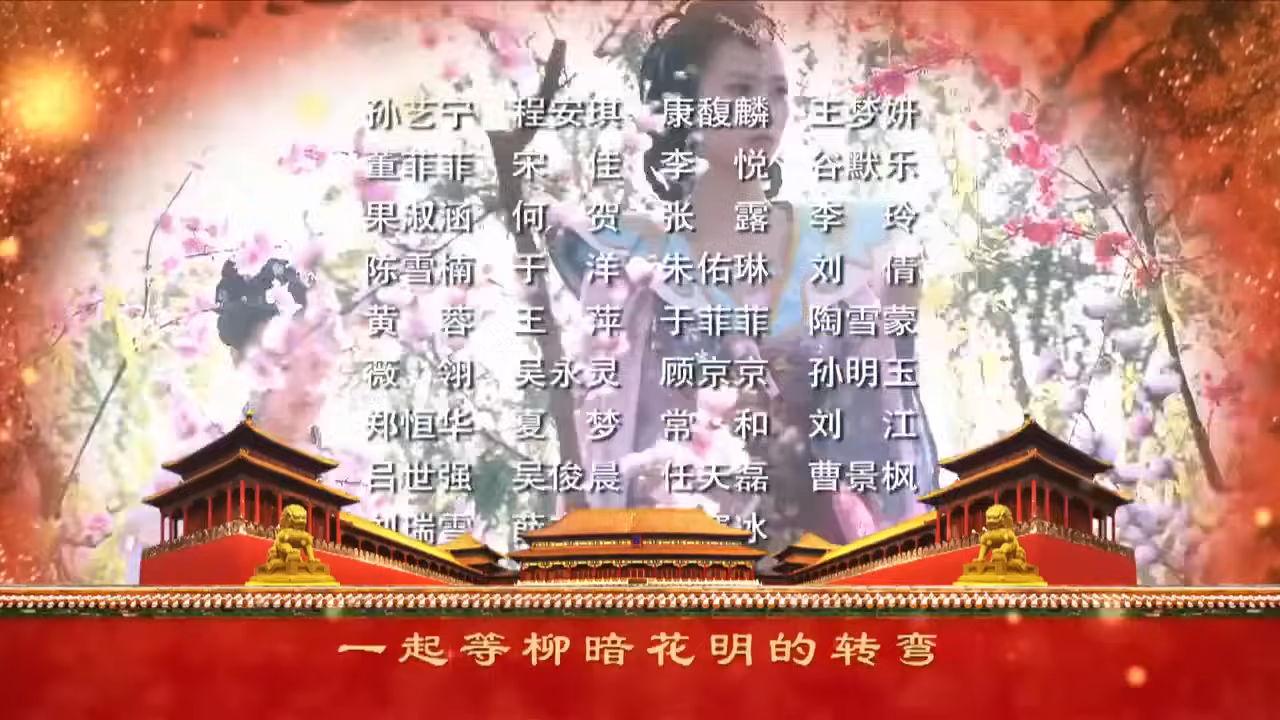 孙艺宁 程安琪 康馥麟 王梦妍
董菲菲 宋 佳 李 悦 谷默乐
果淑涵 何 贺 张 露 李 玲
陈雪楠 于 洋 朱佑琳 刘 倩
黄 蓉 王 萍 于菲菲 陶雪蒙
薇 翎 吴永灵 顾京京 孙明玉
郑恒华 夏 梦 常 和 刘 江
吕世强 吴俊晨 任天磊 曹景枫
一起等柳暗花明的转弯